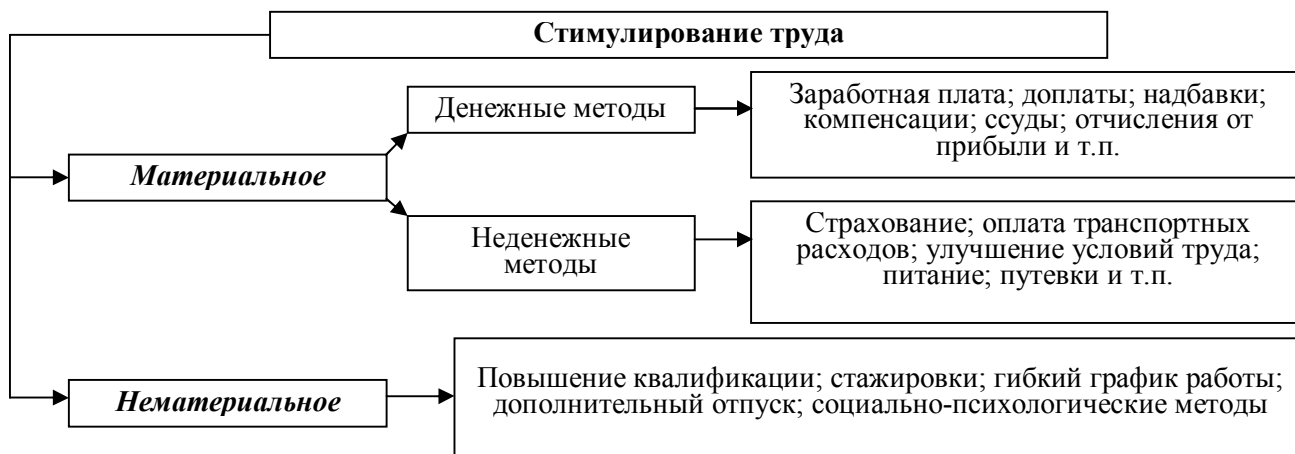 Стимулирование труда
Денежные методы
Заработная плата; доплаты; надбавки;
компенсации; ссуды; отчисления от
прибыли и т.п.
Материальное
Неденежные
методы
Страхование; оплата транспортных
расходов; улучшение условий труда;
питание; путевки и т.п.
Нематериальное
Повышение квалификации; стажировки; гибкий график работы;
дополнительный отпуск; социально-психологические методы